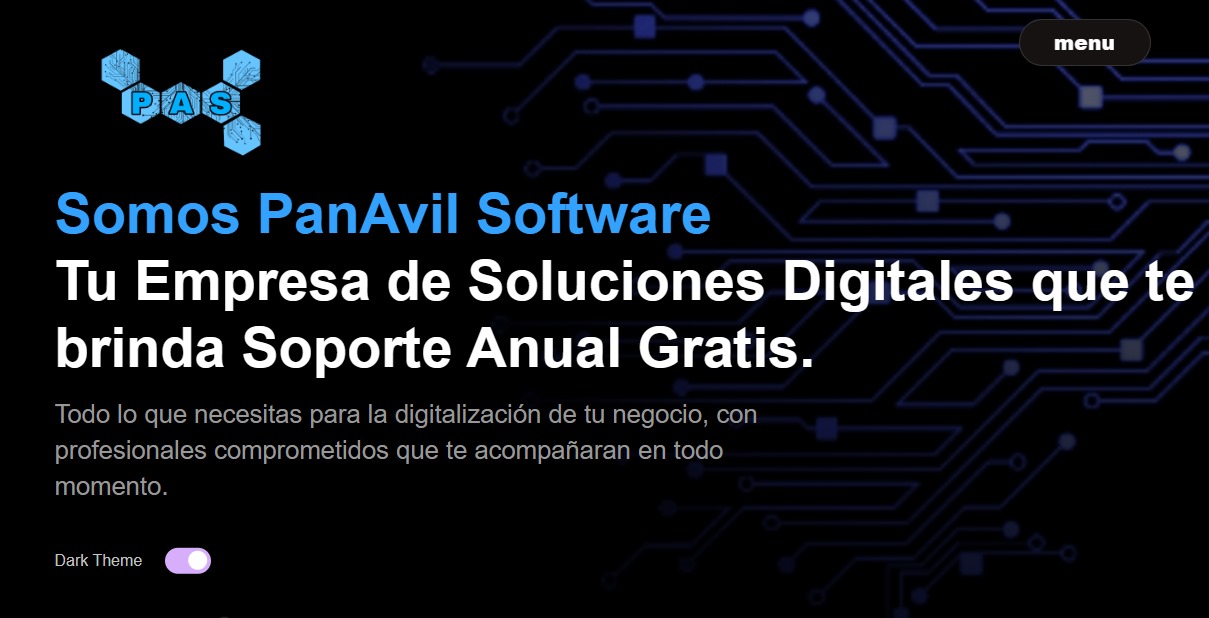 menu
PAS
Somos PanAvil Software
Tu Empresa de Soluciones Digitales que te
brinda Soporte Anual Gratis.
Todo lo que necesitas para la digitalización de tu negocio, con
profesionales comprometidos que te acompañaran en todo
momento.
Dark Theme